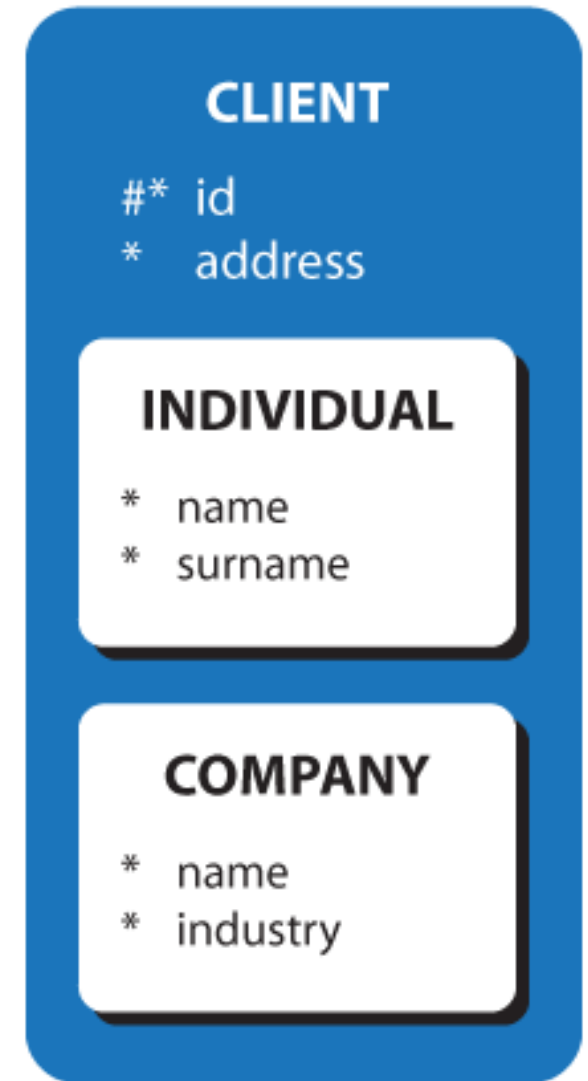 CLIENT
#* id
* address
INDIVIDUAL
* name
* surname
COMPANY
* name
* industry